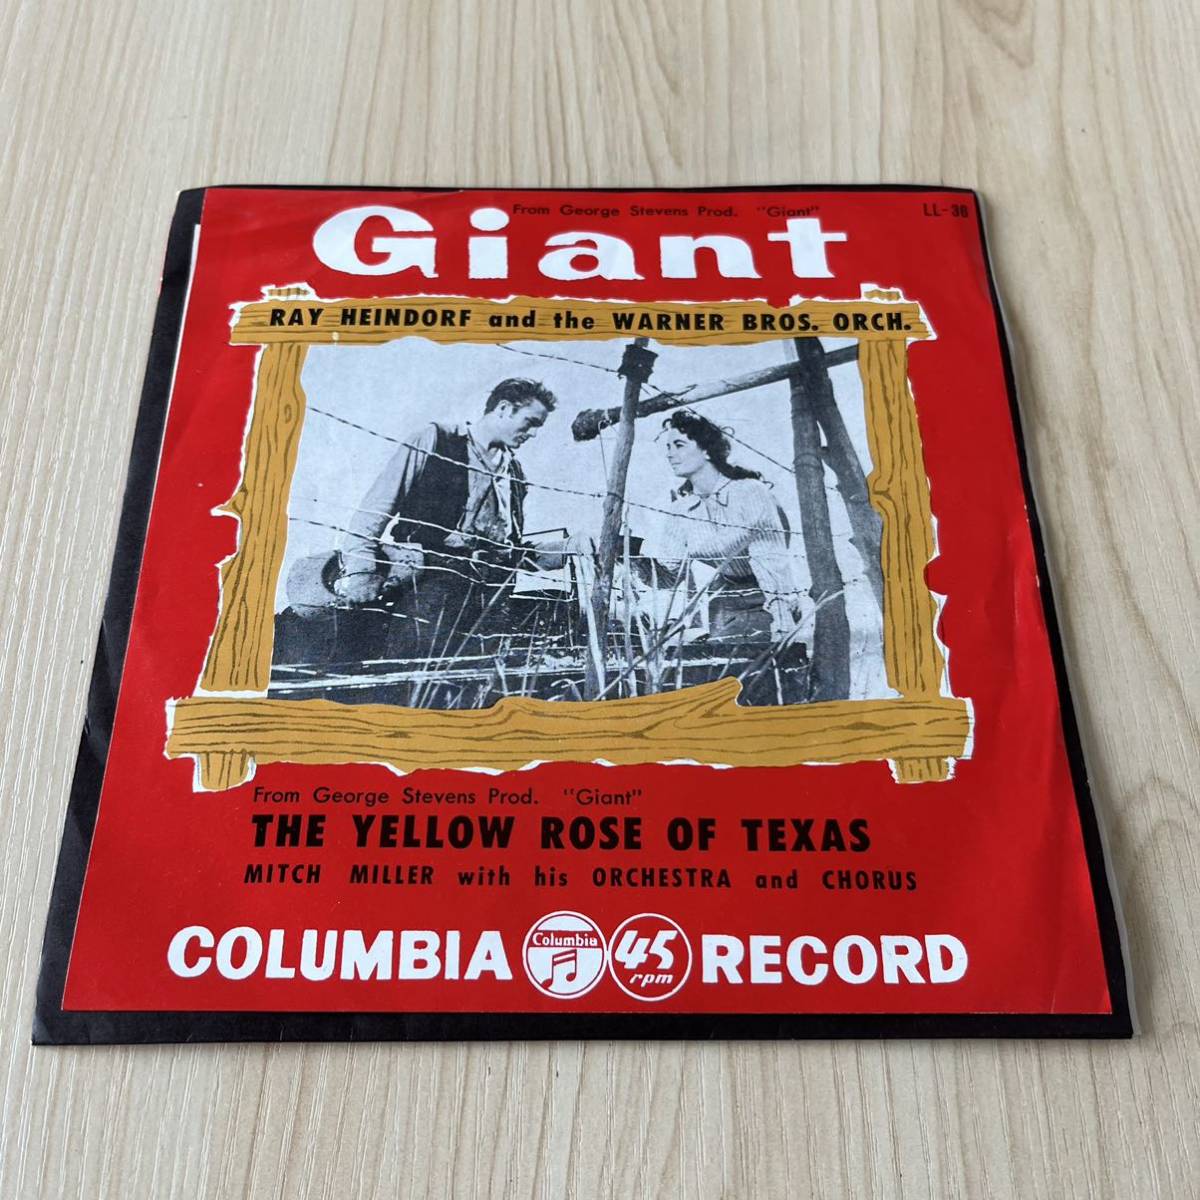 From George Stevens Prod. "Giant"
LL-36
Giant
RAY HEINDORF and the WARNER BROS. ORCH.
From George Stevens Prod. "Giant"
THE YELLOW ROSE OF TEXAS
MITCH MILLER with his ORCHESTRA and CHORUS
COLUMBIA Columbia 45 rpm RECORD